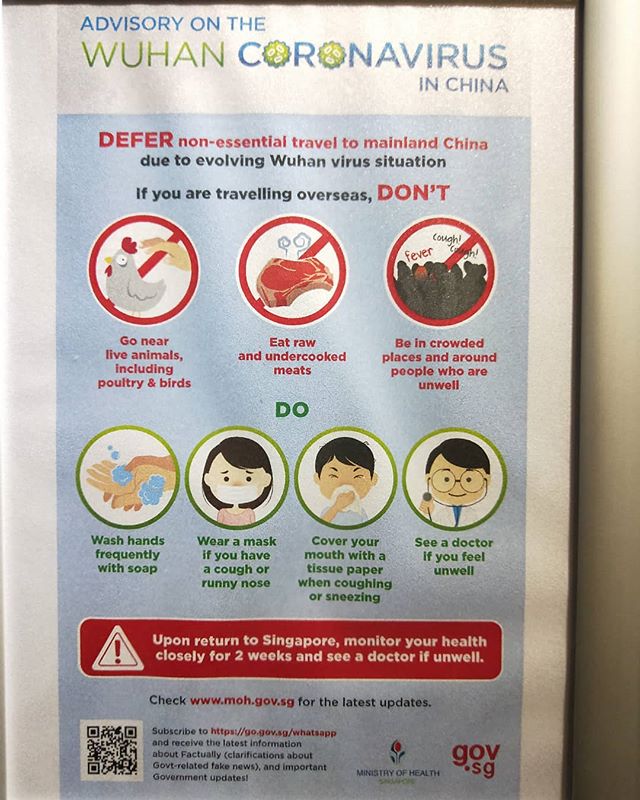 ADVISORY ON THE
WUHAN CORONAVIRUS
IN CHINA
DEFER non-essential travel to mainland China
due to evolving Wuhan virus situation
If you are travelling overseas, DON'T
fever
cough!
cough!
Go near
live animals,
including
poultry & birds
Eat raw
and undercooked
meats
Be in crowded
places and around
people who are
unwell
DO
Wash hands
frequently
with soap
Wear a mask
if you have
a cough or
runny nose
Cover your
mouth with a
tissue paper
when coughing
or sneezing
See a doctor
if you feel
unwell
Upon return to Singapore, monitor your health
closely for 2 weeks and see a doctor if unwell.
Check www.moh.gov.sg for the latest updates.
Subscribe to https://go.gov.sg/whatsapp
and receive the latest information
about Factually (clarifications about
Govt-related fake news), and important
Government updates!
MINISTRY OF HEALTH
SINGAPORE
gov
.sg